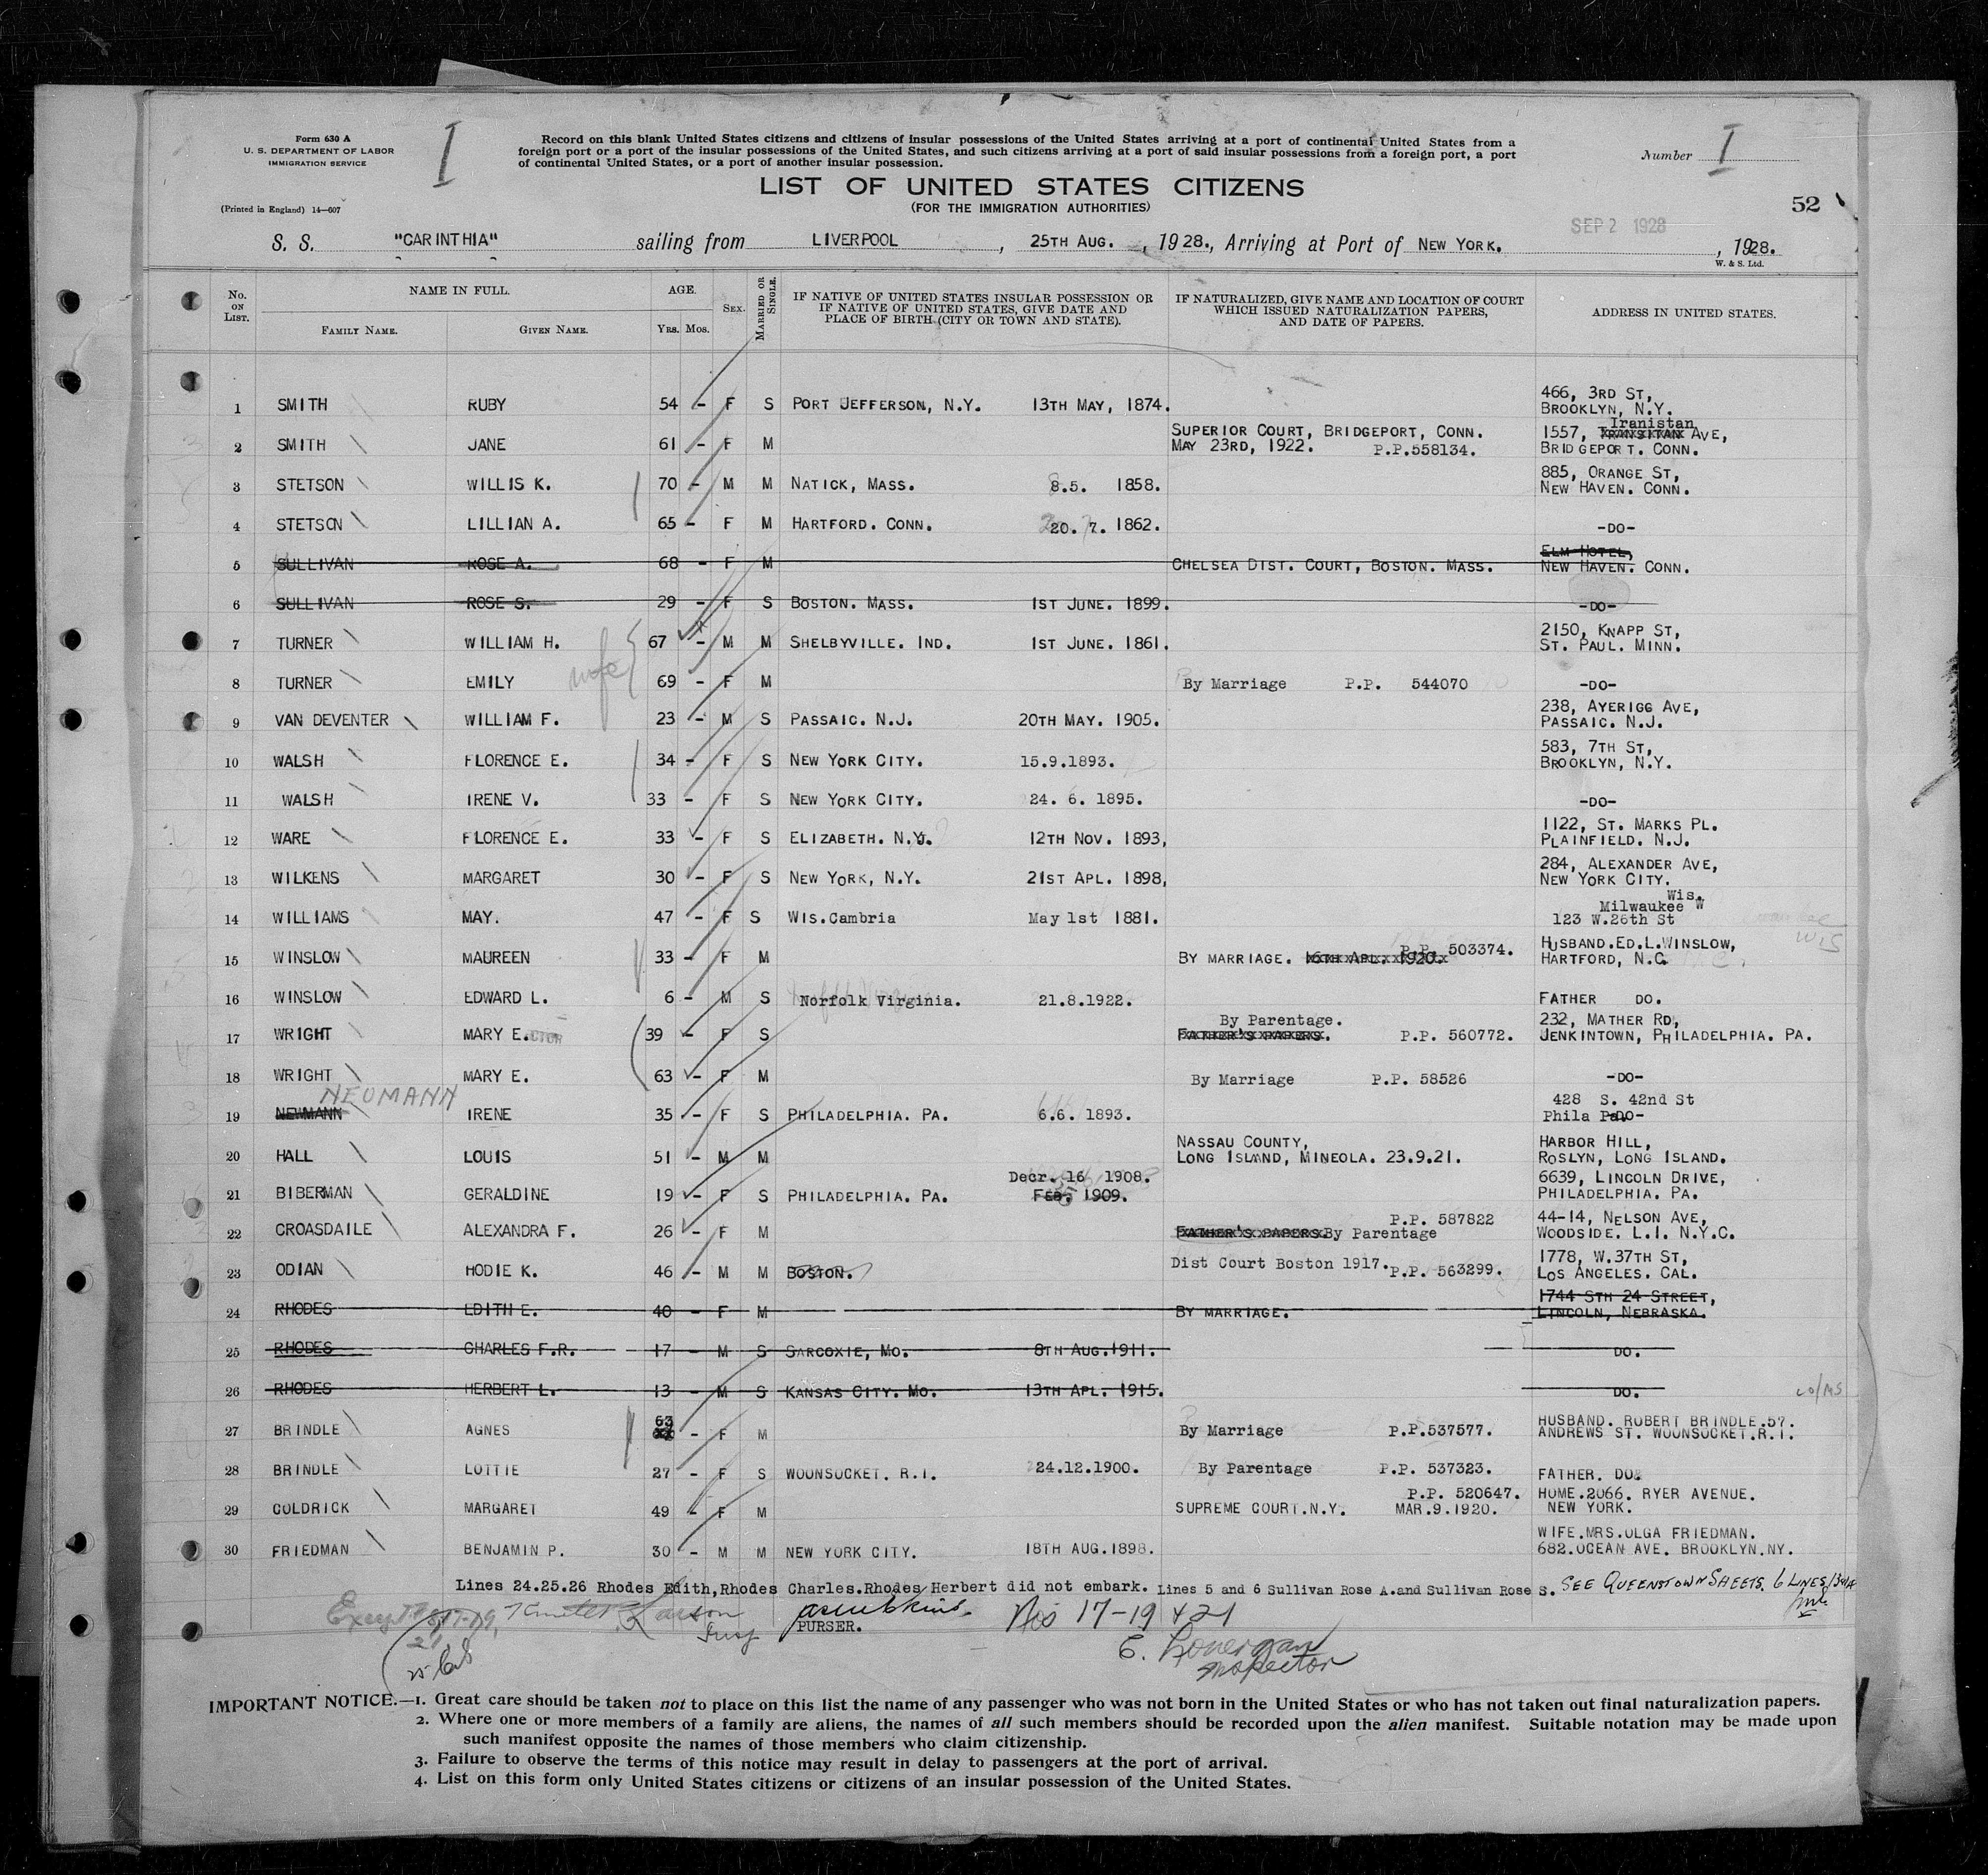 Form 630 A
U. S. DEPARTMENT OF LABOR
IMMIGRATION SERVICE
I
Record on this blank United States citizens and citizens of insular possessions of the United States arriving at a port of continental United States from a
foreign port or a port of the insular possessions of the United States, and such citizens arriving at a port of said insular possessions from a foreign port, a port
of continental United States, or a port of another insular possession.
Number I
LIST OF UNITED STATES CITIZENS
(FOR THE IMMIGRATION AUTHORITIES)
(Printed in England) 14—607
52
SEP 2 1928
S. S. "CARINTHIA" sailing from LIVERPOOL, 25TH AUG., 1928., Arriving at Port of NEW YORK., 1928.
W. & S. Ltd.
No. ON LIST.
NAME IN FULL.
FAMILY NAME. GIVEN NAME.
AGE.
Yrs. Mos.
SEX.
MARRIED OR SINGLE.
IF NATIVE OF UNITED STATES INSULAR POSSESSION OR
IF NATIVE OF UNITED STATES, GIVE DATE AND
PLACE OF BIRTH (CITY OR TOWN AND STATE).
IF NATURALIZED, GIVE NAME AND LOCATION OF COURT
WHICH ISSUED NATURALIZATION PAPERS,
AND DATE OF PAPERS.
ADDRESS IN UNITED STATES.
466, 3RD ST,
1 SMITH RUBY 54 - F S PORT JEFFERSON, N.Y. 13TH MAY, 1874. BROOKLYN, N.Y.
Iranistan
SUPERIOR COURT, BRIDGEPORT, CONN. 1557, TRANSITAN AVE,
2 SMITH JANE 61 - F M MAY 23RD, 1922. P.P.558134. BRIDGEPORT. CONN.
885, ORANGE ST,
3 STETSON WILLIS K. 70 - M M NATICK, MASS. 8.5. 1858. NEW HAVEN. CONN.
4 STETSON LILLIAN A. 65 - F M HARTFORD. CONN. 20. 7. 1862. -DO-
ELM HOTEL,
5 SULLIVAN ROSE A. 68 - F M CHELSEA DIST. COURT, BOSTON. MASS. NEW HAVEN. CONN.
6 SULLIVAN ROSE S. 29 - F S BOSTON. MASS. 1ST JUNE. 1899. -DO-
2150, KNAPP ST,
7 TURNER WILLIAM H. 67 - M M SHELBYVILLE. IND. 1ST JUNE. 1861. ST. PAUL. MINN.
wife
8 TURNER EMILY 69 - F M By Marriage P.P. 544070 -DO-
238, AYERIGG AVE,
9 VAN DEVENTER WILLIAM F. 23 - M S PASSAIC. N.J. 20TH MAY. 1905. PASSAIC. N.J.
583, 7TH ST,
10 WALSH FLORENCE E. 34 - F S NEW YORK CITY. 15.9.1893. BROOKLYN, N.Y.
11 WALSH IRENE V. 33 - F S NEW YORK CITY. 24. 6. 1895. -DO-
1122, ST. MARKS PL.
12 WARE FLORENCE E. 33 - F S ELIZABETH. N.J. 12TH NOV. 1893, PLAINFIELD. N.J.
284, ALEXANDER AVE,
13 WILKENS MARGARET 30 - F S NEW YORK, N.Y. 21ST APL. 1898, NEW YORK CITY.
Wis.
Milwaukee W
14 WILLIAMS MAY. 47 - F S WIS.Cambria May 1st 1881. 123 W.26th St
WIS
P.P. 503374. HUSBAND.ED.L.WINSLOW,
15 WINSLOW MAUREEN 33 - F M BY MARRIAGE. 16TH APL. 1920. HARTFORD, N.C.
16 WINSLOW EDWARD L. 6 - M S Norfolk Virginia. 21.8.1922. FATHER DO.
By Parentage. 232, MATHER RD,
17 WRIGHT MARY E. 39 - F S FATHER'S PAPERS. P.P. 560772. JENKINTOWN, PHILADELPHIA. PA.
18 WRIGHT MARY E. 63 - F M By Marriage P.P. 58526 -DO-
NEUMANN
428 S. 42nd St
19 NEWMANN IRENE 35 - F S PHILADELPHIA. PA. 6.6. 1893. Phila Pa. -DO-
NASSAU COUNTY, HARBOR HILL,
20 HALL LOUIS 51 - M M LONG ISLAND, MINEOLA. 23.9.21. ROSLYN, LONG ISLAND.
Decr. 16 1908. 6639, LINCOLN DRIVE,
21 BIBERMAN GERALDINE 19 - F S PHILADELPHIA. PA. FEB. 1909. PHILADELPHIA. PA.
P.P. 587822 44-14, NELSON AVE,
22 CROASDAILE ALEXANDRA F. 26 - F M FATHER'S PAPERS By Parentage WOODSIDE. L.I. N.Y.C.
Dist Court Boston 1917. 1778, W.37TH ST,
23 ODIAN HODIE K. 46 - M M BOSTON. P.P. 563299. LOS ANGELES. CAL.
1744 STH 24 STREET,
24 RHODES EDITH E. 40 - F M BY MARRIAGE. LINCOLN, NEBRASKA.
25 RHODES CHARLES F.R. 17 - M S SARCOXIE, MO. 8TH AUG.1911. DO.
26 RHODES HERBERT L. 13 - M S KANSAS CITY. MO. 13TH APL. 1915. DO.
63 HUSBAND. ROBERT BRINDLE.57.
27 BRINDLE AGNES - F M By Marriage P.P.537577. ANDREWS ST. WOONSOCKET.R.I.
28 BRINDLE LOTTIE 27 - F S WOONSOCKET. R.I. 24.12.1900. By Parentage P.P. 537323. FATHER. DO.
P.P. 520647. HOME.2066. RYER AVENUE.
29 GOLDRICK MARGARET 49 - F M SUPREME COURT.N.Y. MAR.9.1920. NEW YORK.
WIFE.MRS.OLGA FRIEDMAN.
30 FRIEDMAN BENJAMIN P. 30 - M M NEW YORK CITY. 18TH AUG.1898. 682.OCEAN AVE. BROOKLYN.NY.
Lines 24.25.26 Rhodes Edith,Rhodes Charles.Rhodes Herbert did not embark. Lines 5 and 6 Sullivan Rose A.and Sullivan Rose S. SEE QUEENSTOWN SHEETS. 6 LINES
Except Larson
Insp
PURSER.
Nos 17-19 & 21
E. Lonergan
Inspector
IMPORTANT NOTICE.—1. Great care should be taken not to place on this list the name of any passenger who was not born in the United States or who has not taken out final naturalization papers.
2. Where one or more members of a family are aliens, the names of all such members should be recorded upon the alien manifest. Suitable notation may be made upon
such manifest opposite the names of those members who claim citizenship.
3. Failure to observe the terms of this notice may result in delay to passengers at the port of arrival.
4. List on this form only United States citizens or citizens of an insular possession of the United States.